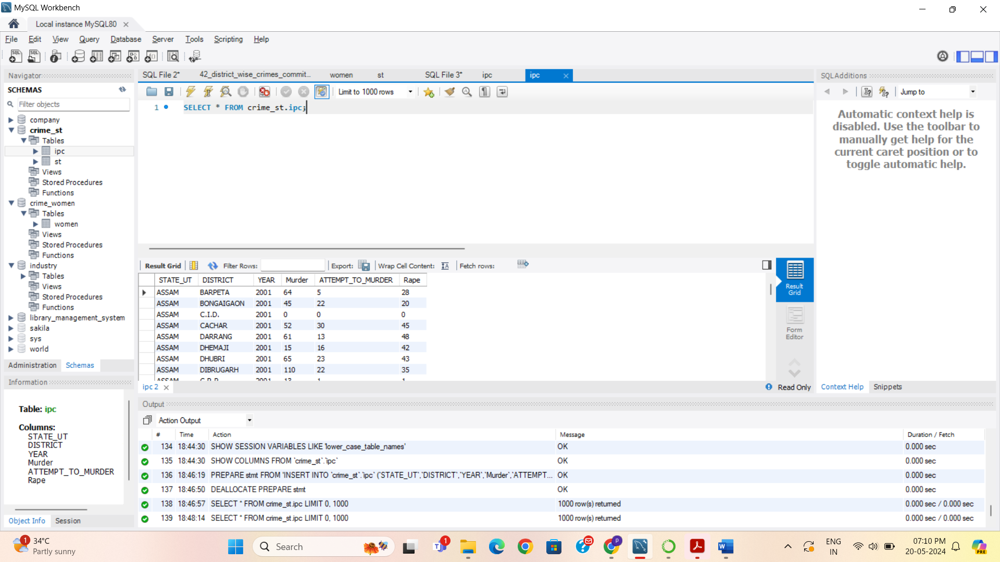 MySQL Workbench
Local instance MySQL80
File Edit View Query Database Server Tools Scripting Help
Navigator
SCHEMAS
Filter objects
company
crime_st
Tables
ipc
st
Views
Stored Procedures
Functions
crime_women
Tables
women
Views
Stored Procedures
Functions
industry
Tables
Views
Stored Procedures
Functions
library_management_system
sakila
sys
world
Administration Schemas
Information
Table: ipc
Columns:
STATE_UT
DISTRICT
YEAR
Murder
ATTEMPT_TO_MURDER
Rape
Object Info Session
SQL File 2* 42_district_wise_crimes_commit... women st SQL File 3* ipc ipc
Limit to 1000 rows
1 SELECT * FROM crime_st.ipc;
Result Grid Filter Rows: Export: Wrap Cell Content: Fetch rows:
STATE_UT DISTRICT YEAR Murder ATTEMPT_TO_MURDER Rape
ASSAM BARPETA 2001 64 5 28
ASSAM BONGAIGAON 2001 45 22 20
ASSAM C.I.D. 2001 0 0 0
ASSAM CACHAR 2001 52 30 45
ASSAM DARRANG 2001 61 13 48
ASSAM DHEMAJI 2001 15 16 42
ASSAM DHUBRI 2001 65 23 43
ASSAM DIBRUGARH 2001 110 22 35
ASSAM G.R.P. 2001 13 1 1
Result
Grid
Form
Editor
ipc 2
Read Only
SQLAdditions
Jump to
Automatic context help is
disabled. Use the toolbar to
manually get help for the
current caret position or to
toggle automatic help.
Context Help Snippets
Output
Action Output
# Time Action Message Duration / Fetch
134 18:44:30 SHOW SESSION VARIABLES LIKE 'lower_case_table_names' OK 0.000 sec
135 18:44:30 SHOW COLUMNS FROM `crime_st`.`ipc` OK 0.000 sec
136 18:46:19 PREPARE stmt FROM 'INSERT INTO `crime_st`.`ipc` (`STATE_UT`,`DISTRICT`,`YEAR`,`Murder`,`ATTEMPT... OK 0.000 sec
137 18:46:50 DEALLOCATE PREPARE stmt OK 0.000 sec
138 18:46:57 SELECT * FROM crime_st.ipc LIMIT 0, 1000 1000 row(s) returned 0.000 sec / 0.000 sec
139 18:48:14 SELECT * FROM crime_st.ipc LIMIT 0, 1000 1000 row(s) returned 0.000 sec / 0.000 sec
1 34°C
Partly sunny
Search
1
P
PRE
ENG
IN
07:10 PM
20-05-2024